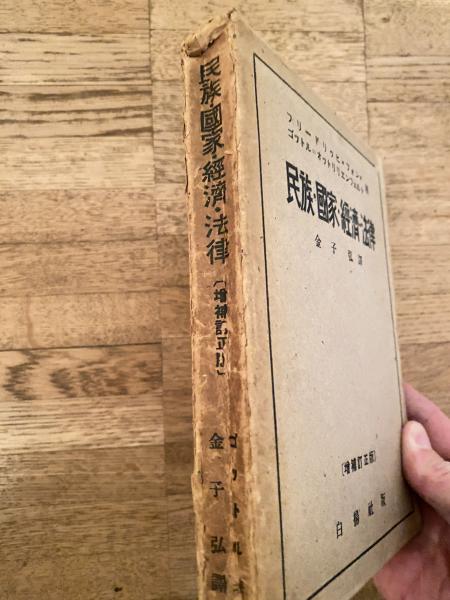 民族・國家・經濟・法律
〔増補訂正版〕
金子弘譯
ゴットル
フリードリッヒ・フォン
ゴットル＝オットリリエンフェルト 著
民族・國家・經濟・法律
金子弘譯
〔増補訂正版〕
白揚社版